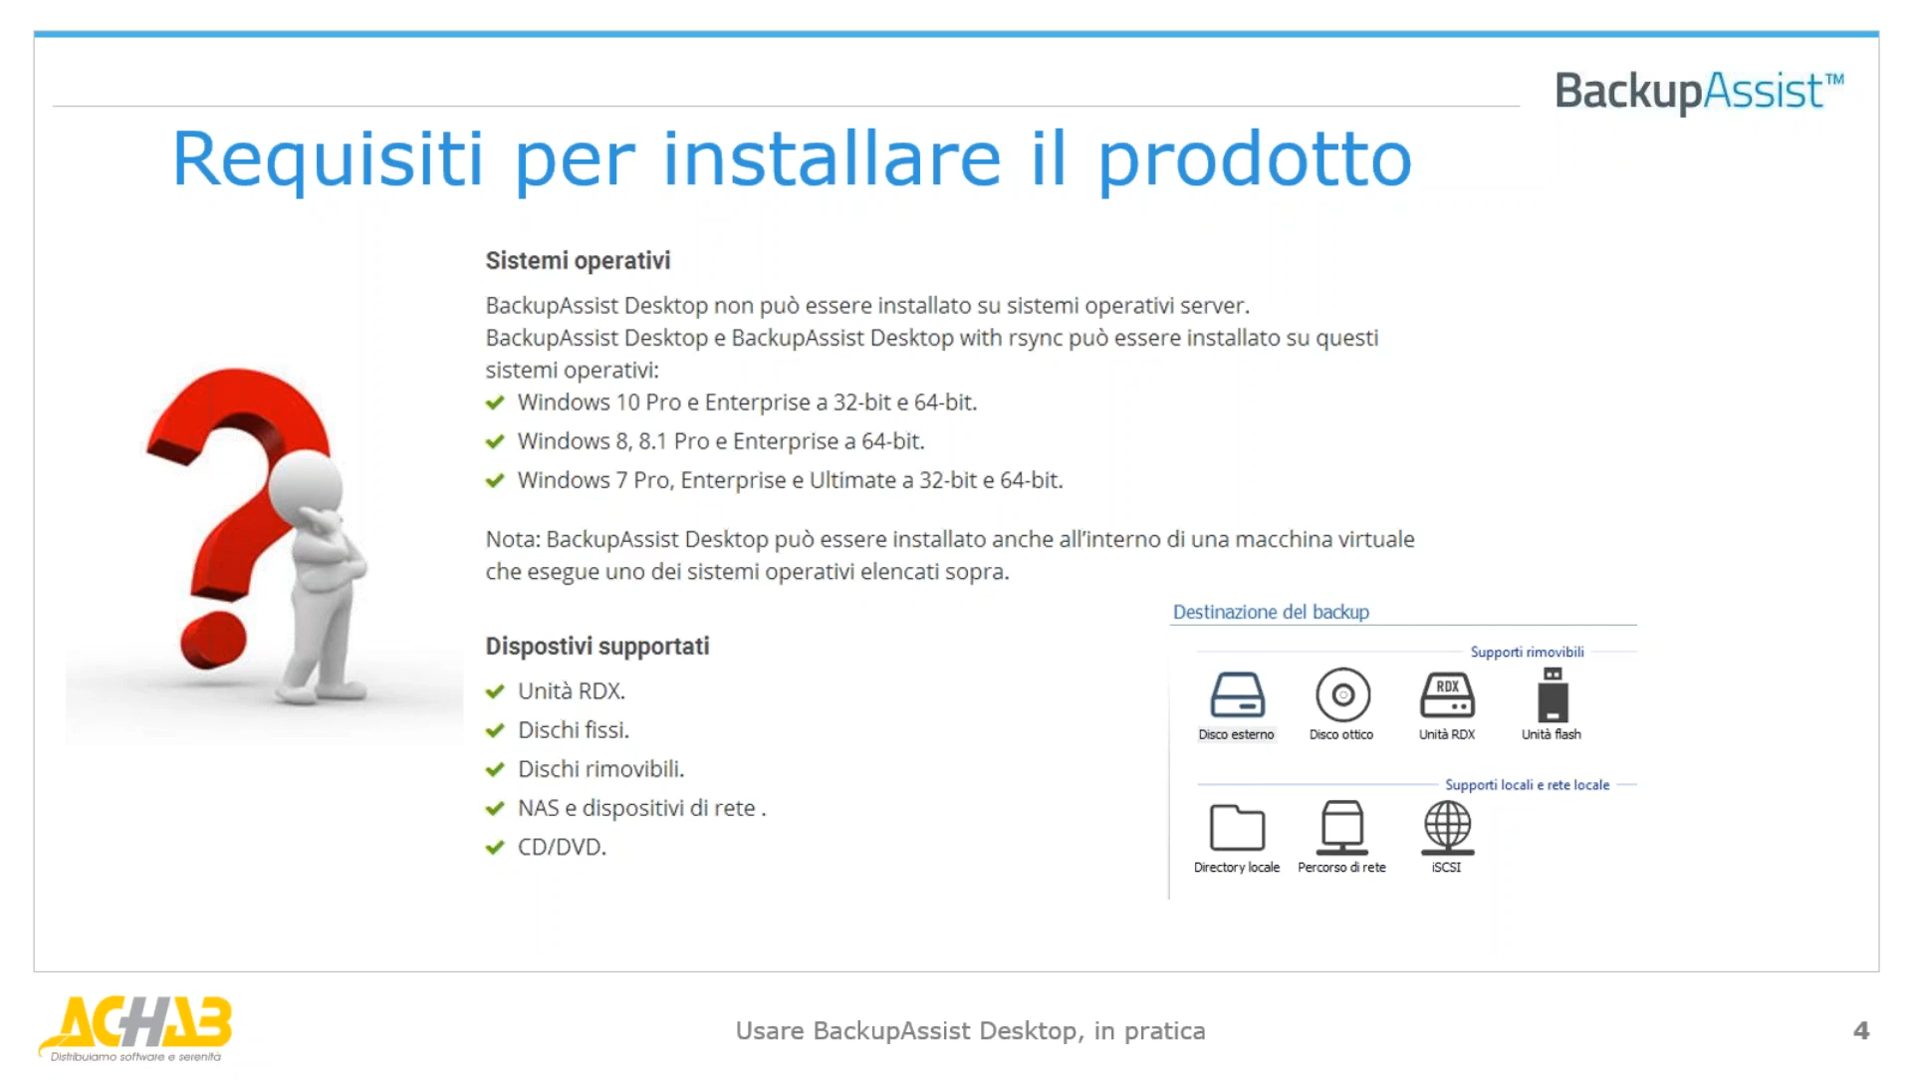 BackupAssist™
Requisiti per installare il prodotto
Sistemi operativi
BackupAssist Desktop non può essere installato su sistemi operativi server.
BackupAssist Desktop e BackupAssist Desktop with rsync può essere installato su questi
sistemi operativi:
Windows 10 Pro e Enterprise a 32-bit e 64-bit.
Windows 8, 8.1 Pro e Enterprise a 64-bit.
Windows 7 Pro, Enterprise e Ultimate a 32-bit e 64-bit.
Nota: BackupAssist Desktop può essere installato anche all’interno di una macchina virtuale
che esegue uno dei sistemi operativi elencati sopra.
Dispostivi supportati
Unità RDX.
Dischi fissi.
Dischi rimovibili.
NAS e dispositivi di rete .
CD/DVD.
Destinazione del backup
Supporti rimovibili
RDX
Disco esterno Disco ottico Unità RDX Unità flash
Supporti locali e rete locale
Directory locale Percorso di rete iSCSI
ACHAB
Distribuiamo software e serenità
Usare BackupAssist Desktop, in pratica
4